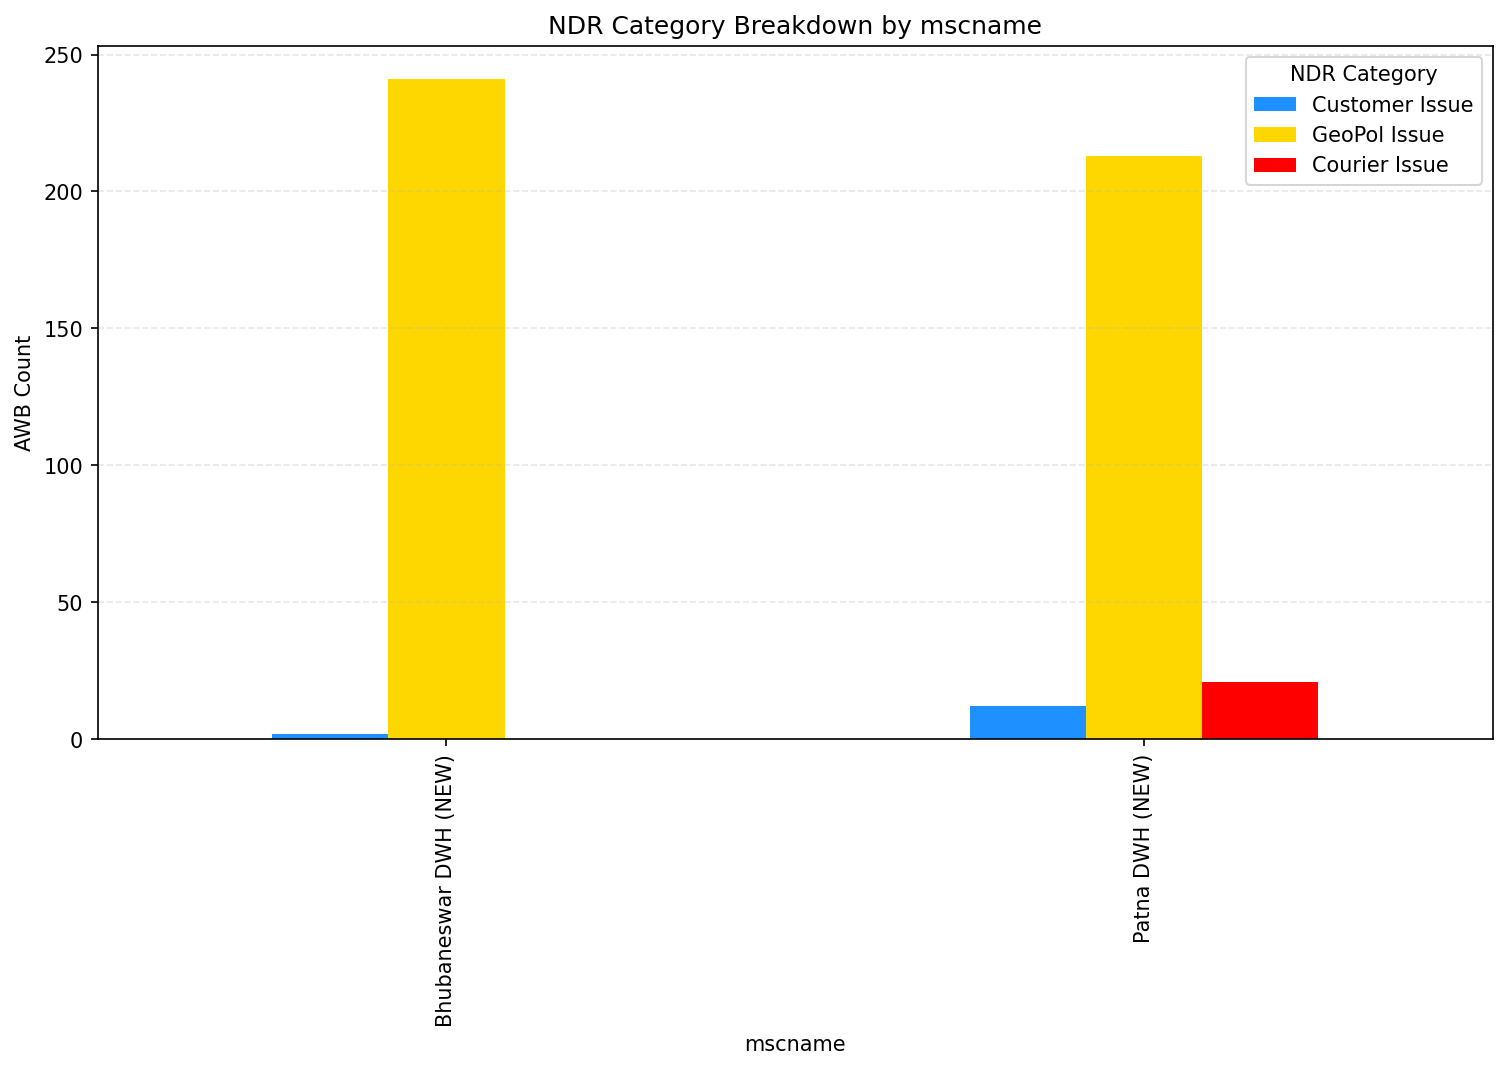 NDR Category Breakdown by mscname
NDR Category
Customer Issue
GeoPol Issue
Courier Issue
AWB Count
250
200
150
100
50
0
Bhubaneswar DWH (NEW)
Patna DWH (NEW)
mscname